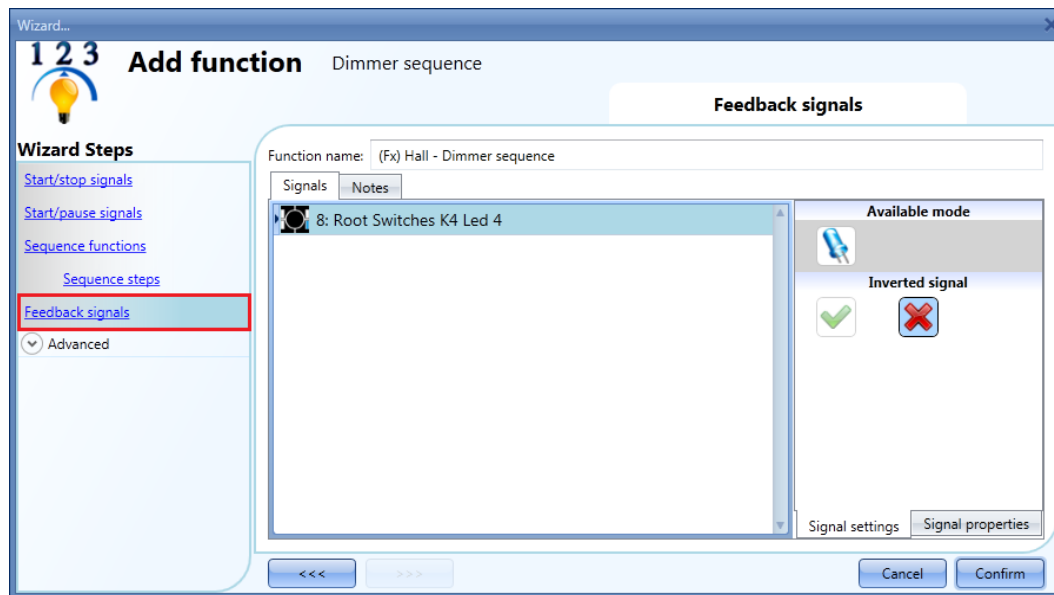 Wizard...
1 2 3
Add function Dimmer sequence
Feedback signals
Wizard Steps
Start/stop signals
Start/pause signals
Sequence functions
Sequence steps
Feedback signals
Advanced
Function name: (Fx) Hall - Dimmer sequence
Signals Notes
8: Root Switches K4 Led 4
Available mode
Inverted signal
Signal settings Signal properties
<<< >>> Cancel Confirm